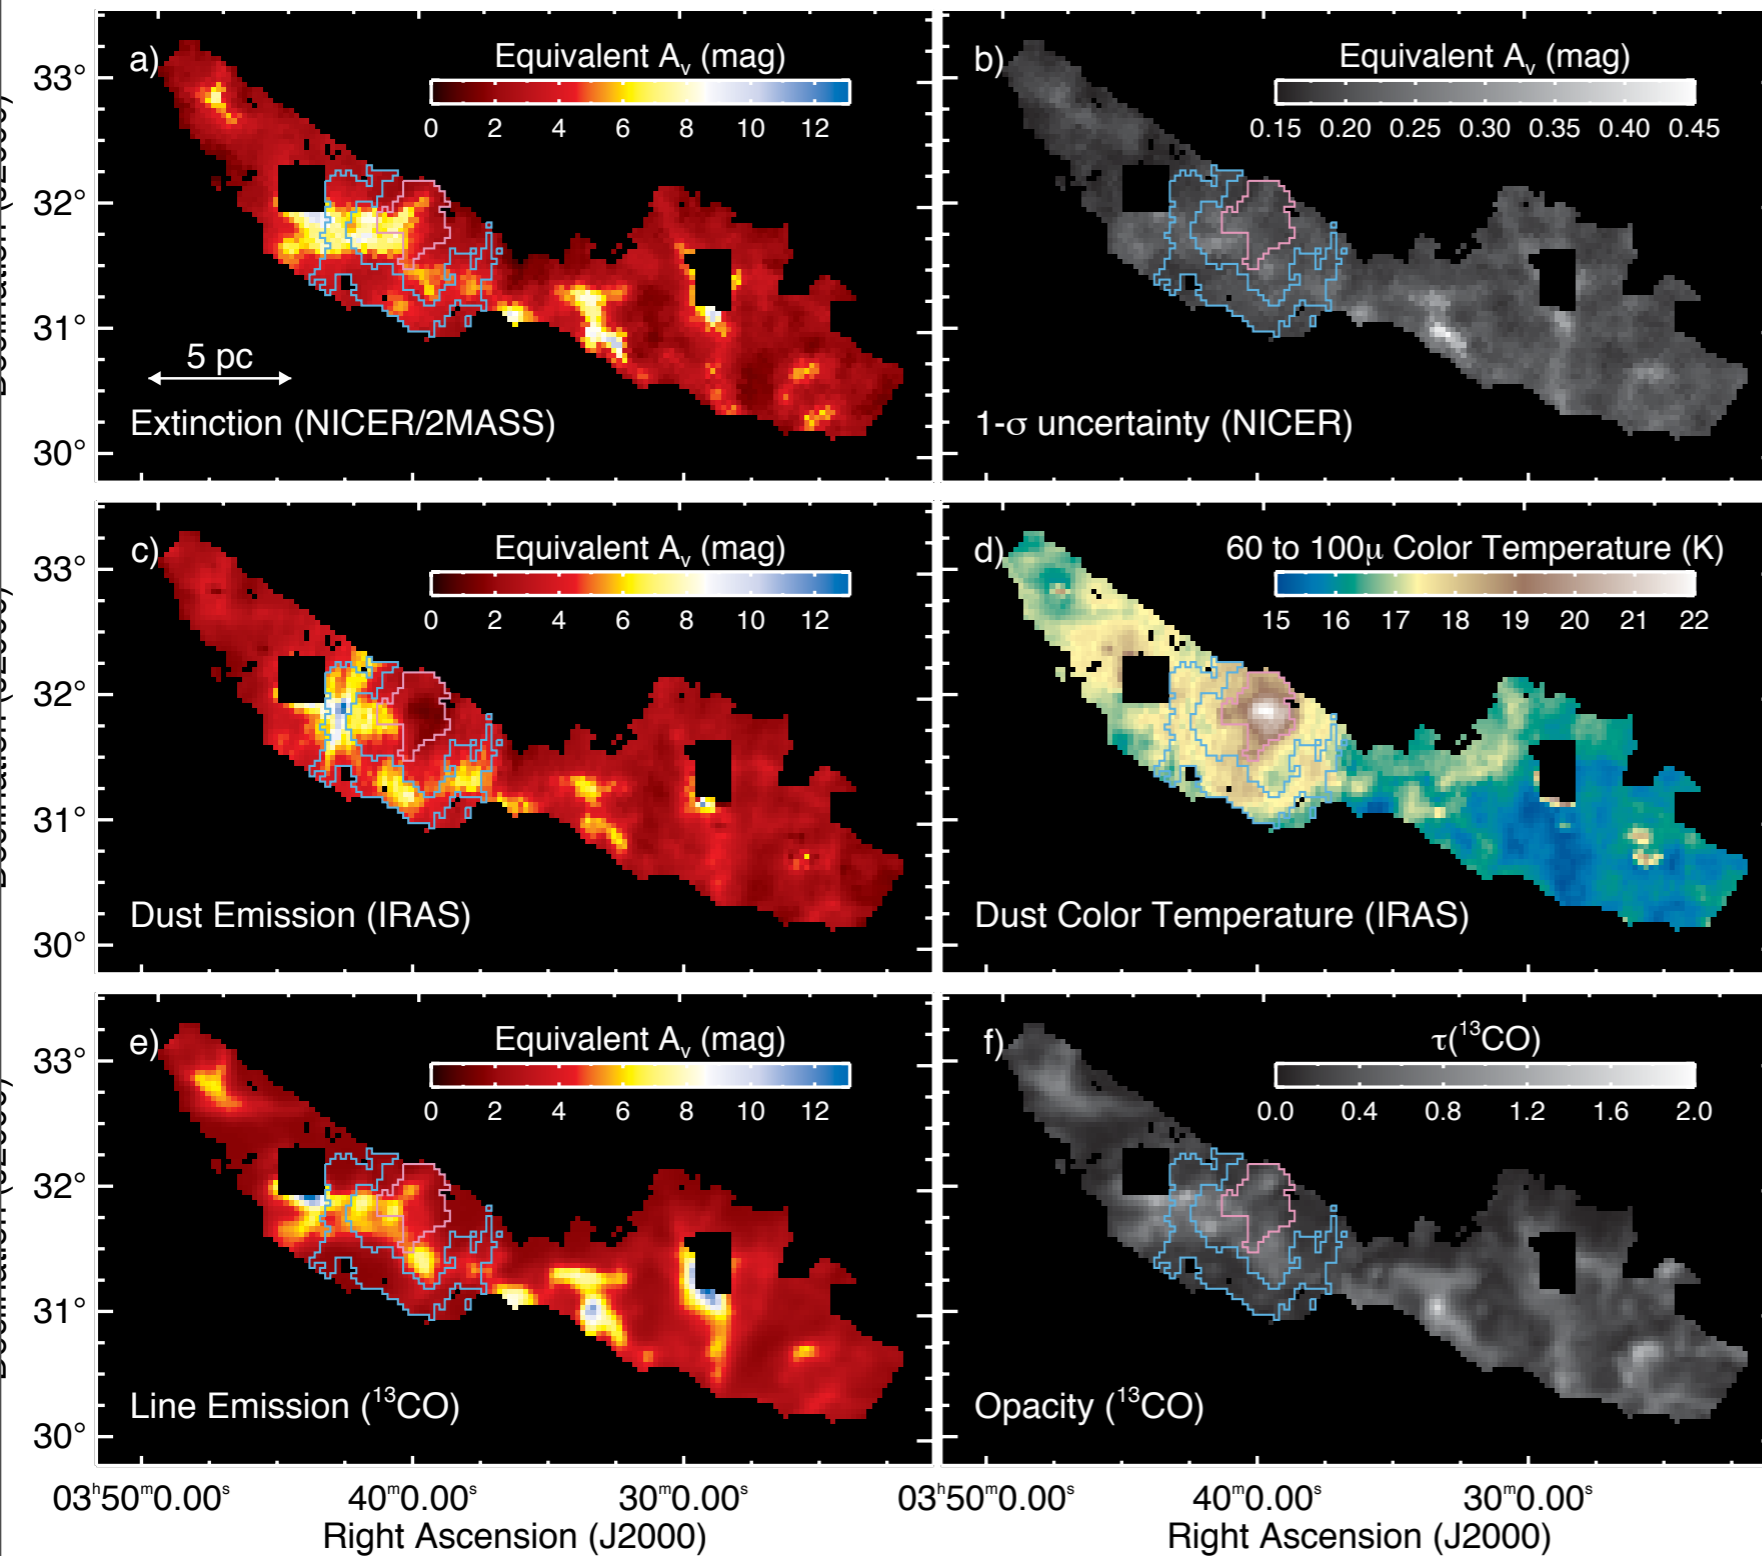 a) Equivalent Av (mag)
0 2 4 6 8 10 12
33°
32°
31°
30°
5 pc
Extinction (NICER/2MASS)
b) Equivalent Av (mag)
0.15 0.20 0.25 0.30 0.35 0.40 0.45
1-σ uncertainty (NICER)
c) Equivalent Av (mag)
0 2 4 6 8 10 12
33°
32°
31°
30°
Dust Emission (IRAS)
d) 60 to 100μ Color Temperature (K)
15 16 17 18 19 20 21 22
Dust Color Temperature (IRAS)
e) Equivalent Av (mag)
0 2 4 6 8 10 12
33°
32°
31°
30°
Line Emission (¹³CO)
f) τ(¹³CO)
0.0 0.4 0.8 1.2 1.6 2.0
Opacity (¹³CO)
03ʰ50ᵐ0.00ˢ 40ᵐ0.00ˢ 30ᵐ0.00ˢ
Right Ascension (J2000)
03ʰ50ᵐ0.00ˢ 40ᵐ0.00ˢ 30ᵐ0.00ˢ
Right Ascension (J2000)